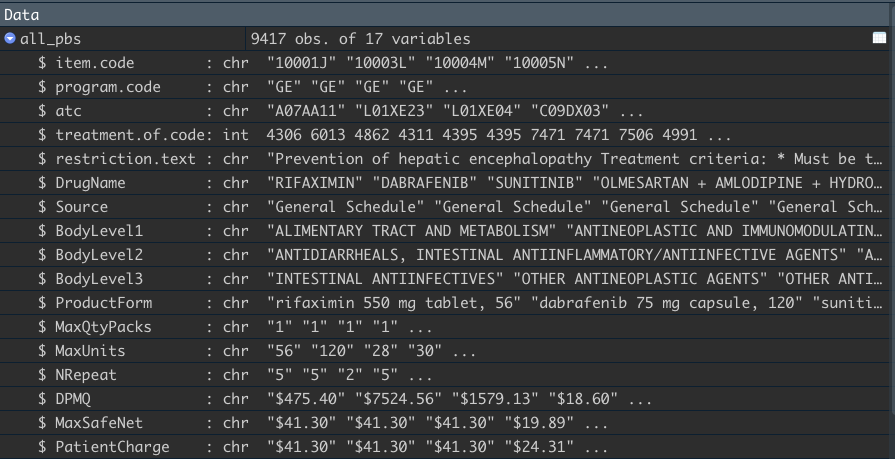 Data
all_pbs 9417 obs. of 17 variables
$ item.code : chr "10001J" "10003L" "10004M" "10005N" ...
$ program.code : chr "GE" "GE" "GE" "GE" ...
$ atc : chr "A07AA11" "L01XE23" "L01XE04" "C09DX03" ...
$ treatment.of.code: int 4306 6013 4862 4311 4395 4395 7471 7471 7506 4991 ...
$ restriction.text : chr "Prevention of hepatic encephalopathy Treatment criteria: * Must be t…
$ DrugName : chr "RIFAXIMIN" "DABRAFENIB" "SUNITINIB" "OLMESARTAN + AMLODIPINE + HYDRO…
$ Source : chr "General Schedule" "General Schedule" "General Schedule" "General Sch…
$ BodyLevel1 : chr "ALIMENTARY TRACT AND METABOLISM" "ANTINEOPLASTIC AND IMMUNOMODULATIN…
$ BodyLevel2 : chr "ANTIDIARRHEALS, INTESTINAL ANTIINFLAMMATORY/ANTIINFECTIVE AGENTS" "A…
$ BodyLevel3 : chr "INTESTINAL ANTIINFECTIVES" "OTHER ANTINEOPLASTIC AGENTS" "OTHER ANTI…
$ ProductForm : chr "rifaximin 550 mg tablet, 56" "dabrafenib 75 mg capsule, 120" "suniti…
$ MaxQtyPacks : chr "1" "1" "1" "1" ...
$ MaxUnits : chr "56" "120" "28" "30" ...
$ NRepeat : chr "5" "5" "2" "5" ...
$ DPMQ : chr "$475.40" "$7524.56" "$1579.13" "$18.60" ...
$ MaxSafeNet : chr "$41.30" "$41.30" "$41.30" "$19.89" ...
$ PatientCharge : chr "$41.30" "$41.30" "$41.30" "$24.31" ...